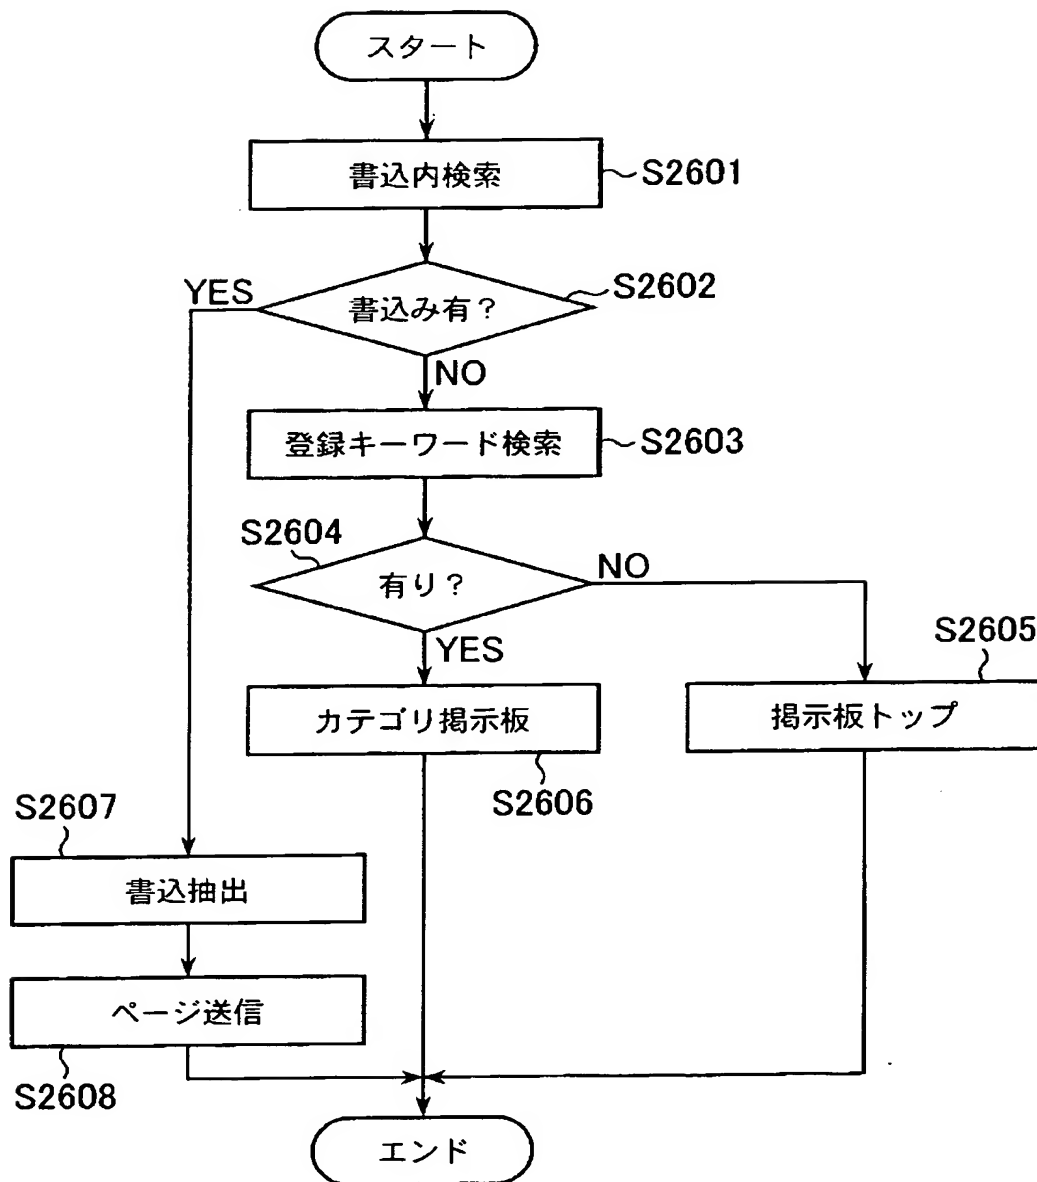 スタート
書込内検索
S2601
書込み有？
S2602
YES
NO
登録キーワード検索
S2603
S2604
有り？
NO
YES
S2605
カテゴリ掲示板
掲示板トップ
S2606
S2607
書込抽出
ページ送信
S2608
エンド